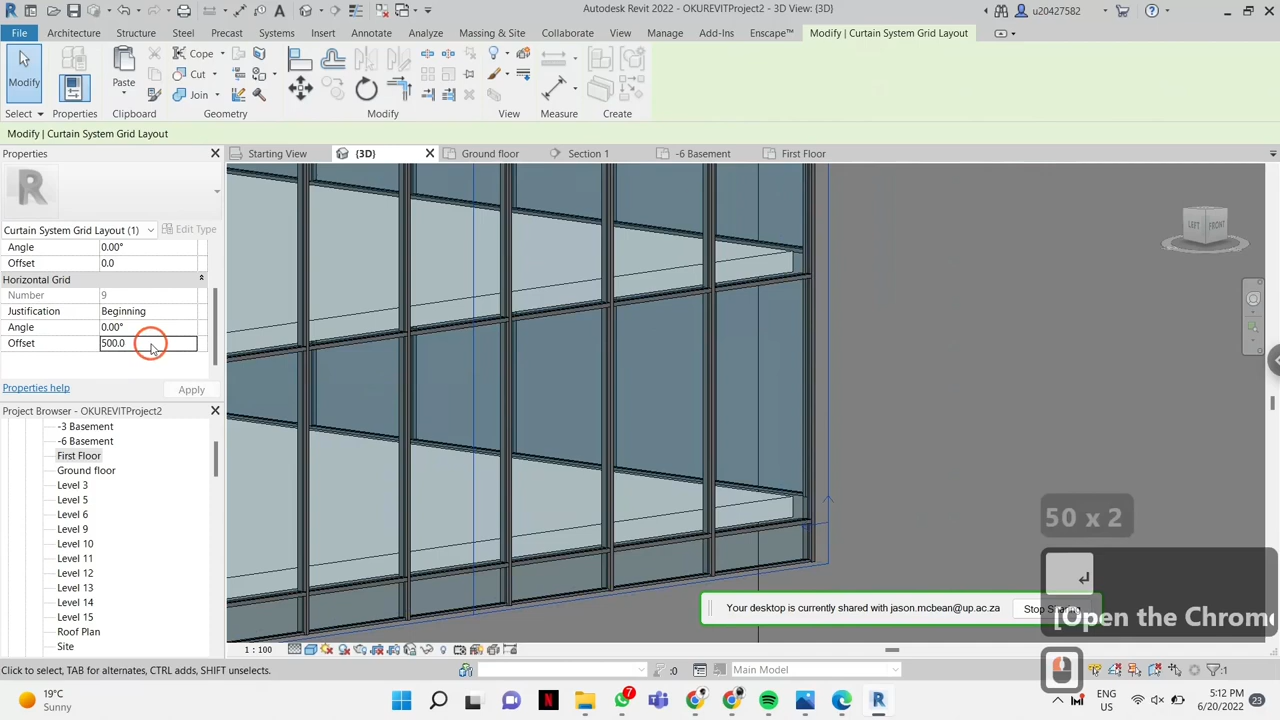 Autodesk Revit 2022 - OKUREVITProject2 - 3D View: {3D}
u20427582
File Architecture Structure Steel Precast Systems Insert Annotate Analyze Massing & Site Collaborate View Manage Add-Ins Enscape™ Modify | Curtain System Grid Layout
Modify Paste Cope
Cut
Join
Select Properties Clipboard Geometry Modify View Measure Create
Modify | Curtain System Grid Layout
Properties
Starting View {3D} Ground floor Section 1 -6 Basement First Floor
R
Curtain System Grid Layout (1) Edit Type
Angle 0.00°
Offset 0.0
Horizontal Grid
Number 9
Justification Beginning
Angle 0.00°
Offset 500.0
Properties help Apply
LEFT FRONT
Project Browser - OKUREVITProject2
-3 Basement
-6 Basement
First Floor
Ground floor
Level 3
Level 5
Level 6
Level 9
Level 10
Level 11
Level 12
Level 13
Level 14
Level 15
Roof Plan
Site
50 x 2
Your desktop is currently shared with jason.mcbean@up.ac.za
[Open the Chrome
1 : 100
Click to select, TAB for alternates, CTRL adds, SHIFT unselects. :0 Main Model :1
19°C
Sunny
7
ENG
US
5:12 PM
6/20/2022
23